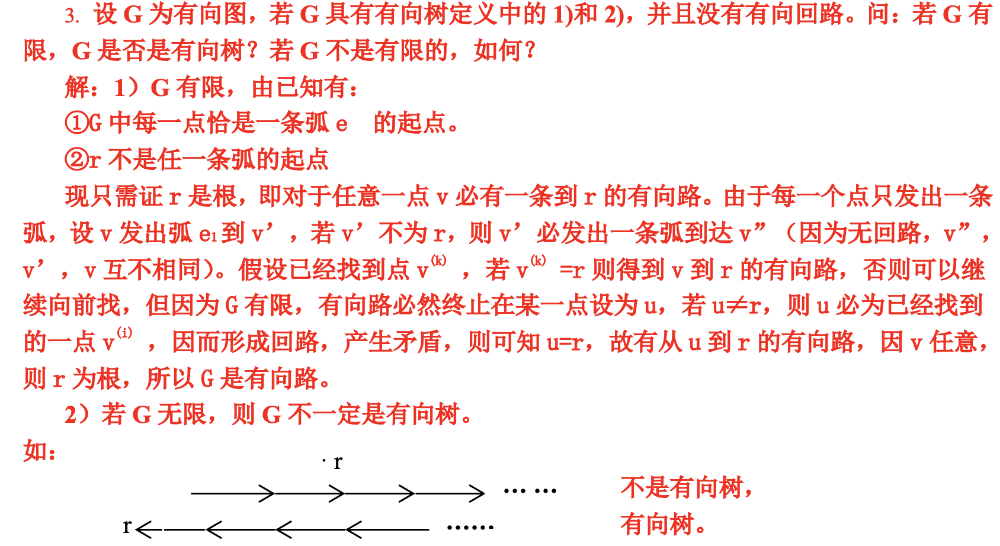 3. 设 G 为有向图，若 G 具有有向树定义中的 1)和 2)，并且没有有向回路。问：若 G 有
限，G 是否是有向树？若 G 不是有限的，如何？
解：1）G 有限，由已知有：
①G 中每一点恰是一条弧 e 的起点。
②r 不是任一条弧的起点
现只需证 r 是根，即对于任意一点 v 必有一条到 r 的有向路。由于每一个点只发出一条
弧，设 v 发出弧 e₁到 v’，若 v’不为 r，则 v’必发出一条弧到达 v”（因为无回路，v”，
v’，v 互不相同）。假设已经找到点 v⁽ᵏ⁾，若 v⁽ᵏ⁾=r 则得到 v 到 r 的有向路，否则可以继
续向前找，但因为 G 有限，有向路必然终止在某一点设为 u，若 u≠r，则 u 必为已经找到
的一点 v⁽ⁱ⁾，因而形成回路，产生矛盾，则可知 u=r，故有从 u 到 r 的有向路，因 v 任意，
则 r 为根，所以 G 是有向路。
2）若 G 无限，则 G 不一定是有向树。
如：
· r
…… 不是有向树，
r …… 有向树。